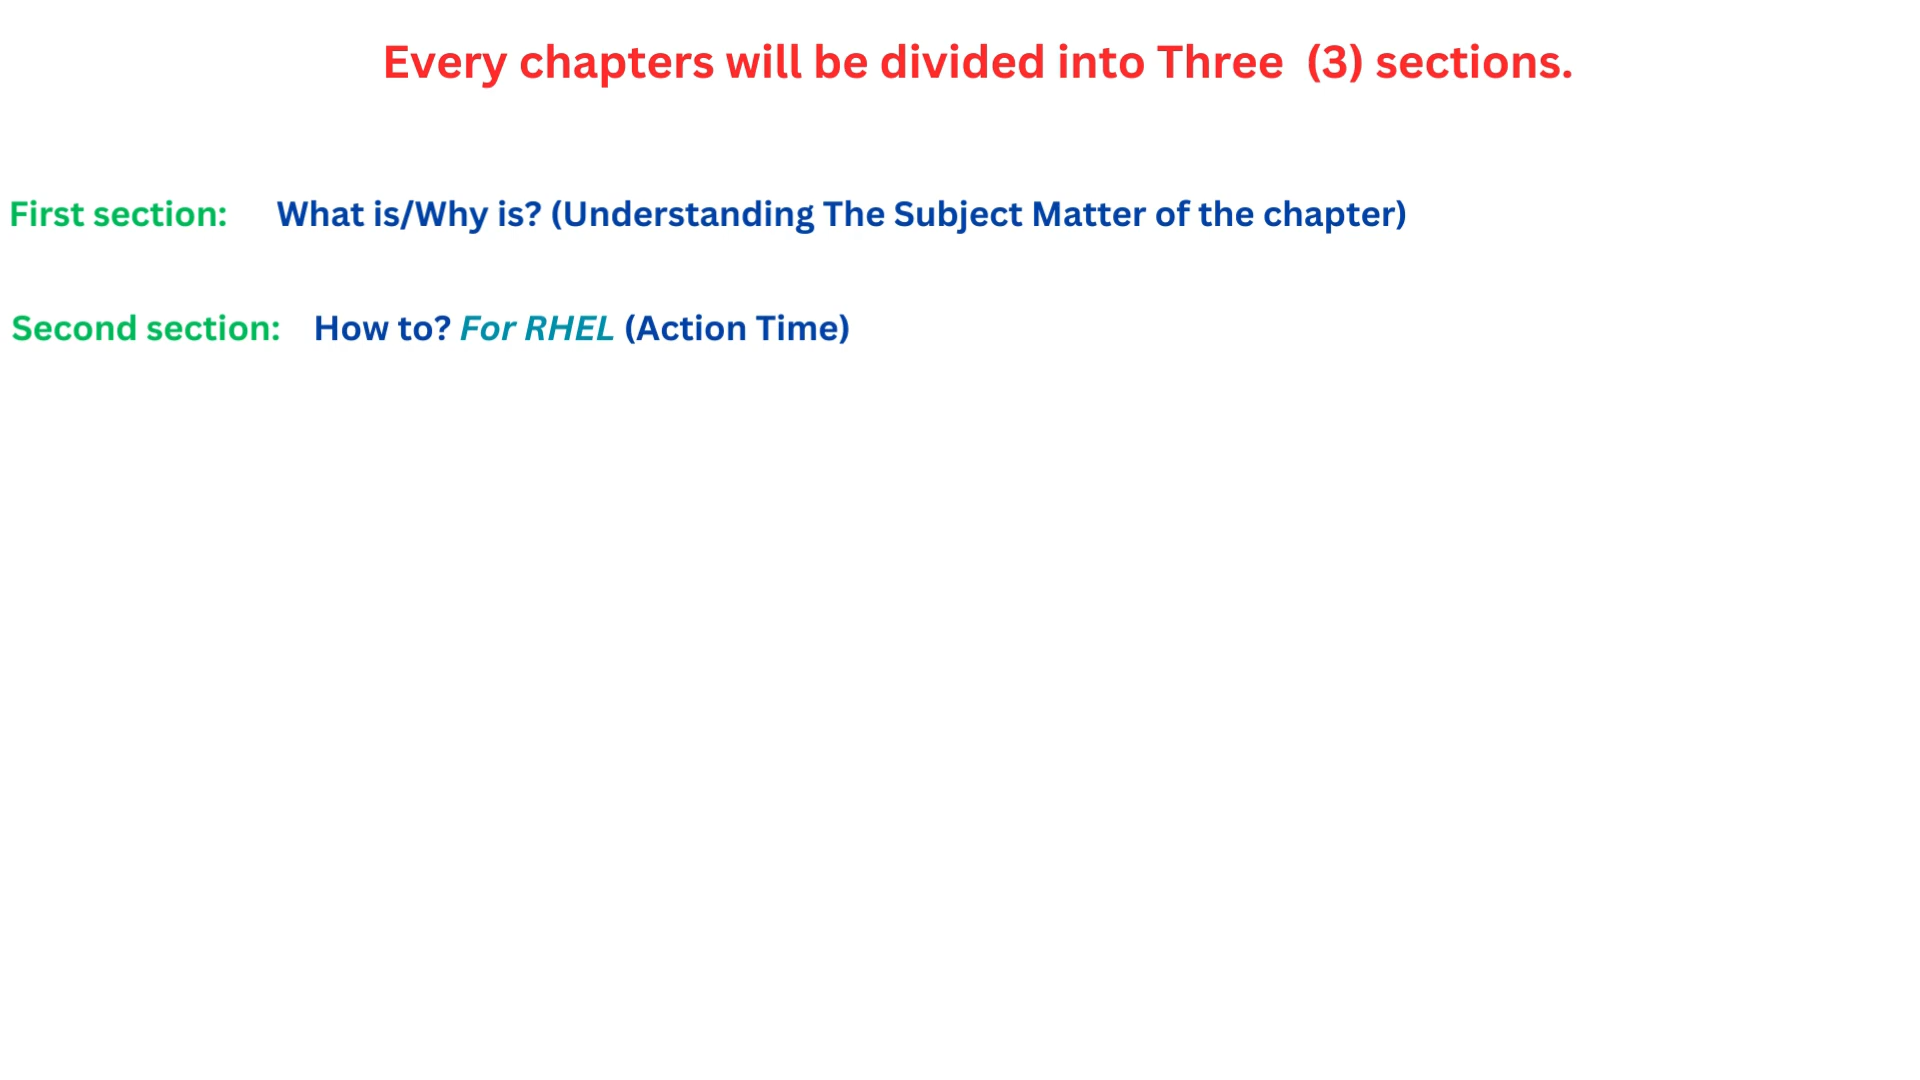 Every chapters will be divided into Three (3) sections.
First section: What is/Why is? (Understanding The Subject Matter of the chapter)
Second section: How to? For RHEL (Action Time)